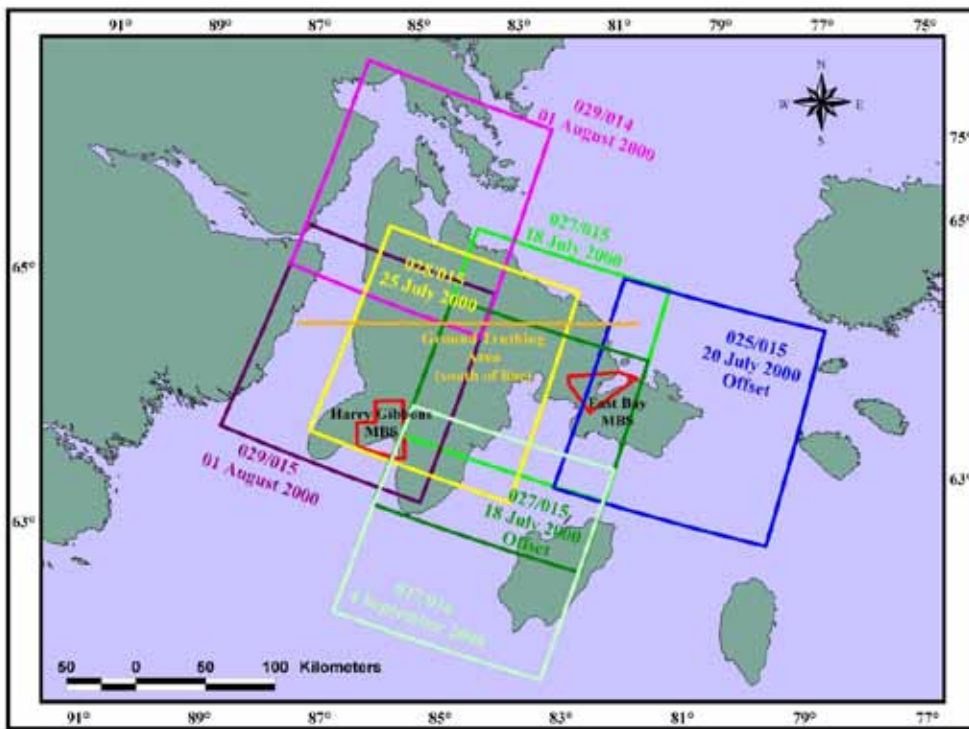 91° 89° 87° 85° 83° 81° 79° 77° 75°
N
W E
S
029/014
01 August 2000
75°
65°
027/015
18 July 2000
65°
028/015
25 July 2000
025/015
20 July 2000
Offset
Ground Truthing
Area
(south of line)
East Bay
MBS
Harry Gibbons
MBS
029/015
01 August 2000
63°
027/015
18 July 2000
Offset
63°
4 September
50 0 50 100 Kilometers
91° 89° 87° 85° 83° 81° 79° 77°